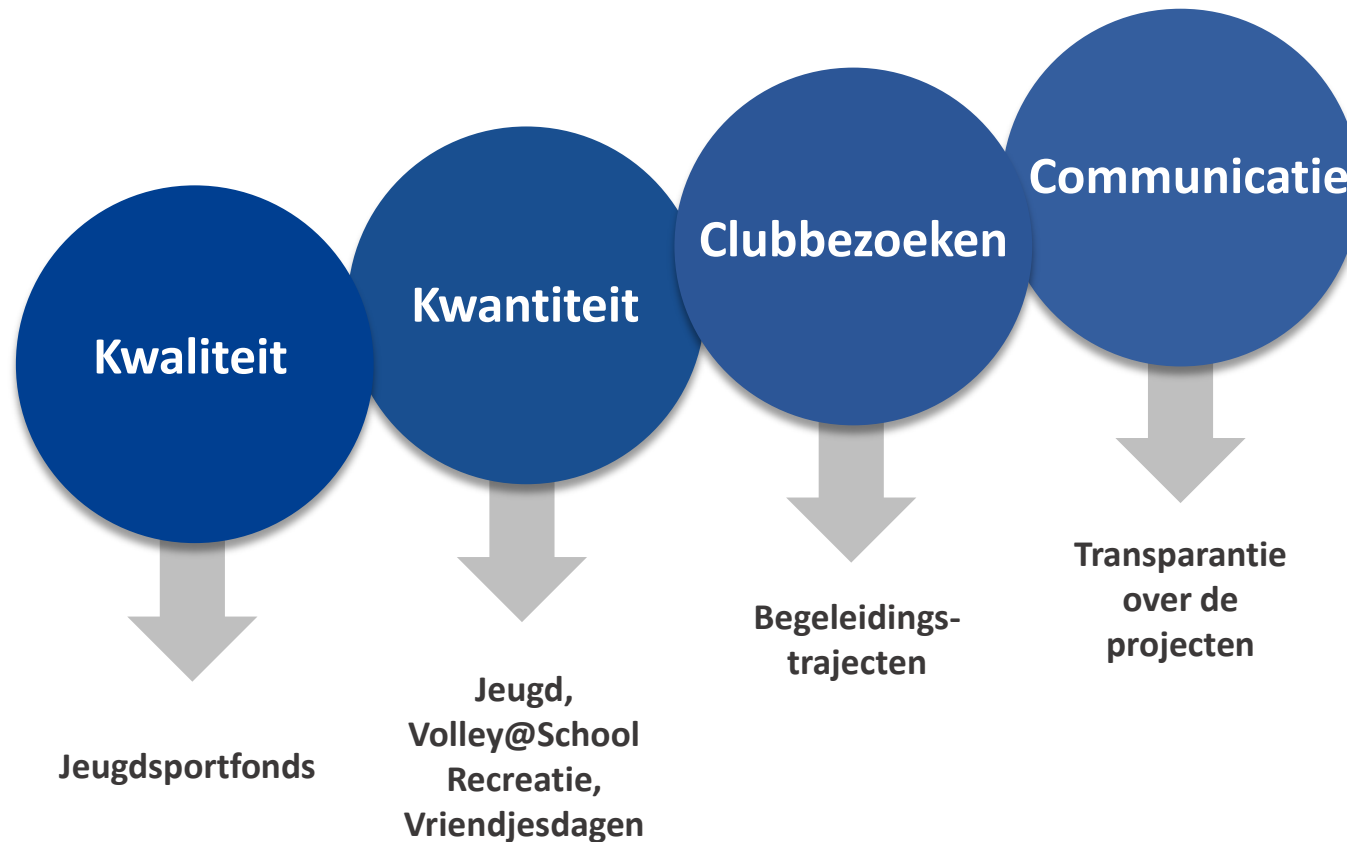 Kwaliteit
Kwantiteit
Clubbezoeken
Communicatie
Jeugdsportfonds
Jeugd,
Volley@School
Recreatie,
Vriendjesdagen
Begeleidings-
trajecten
Transparantie
over de
projecten